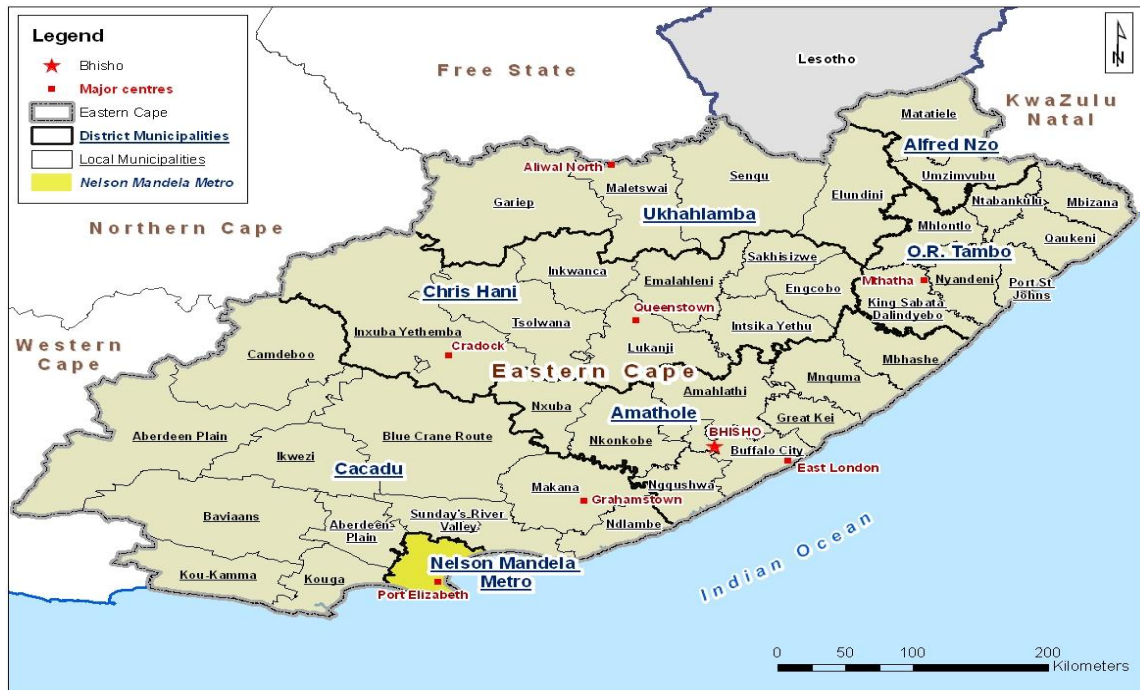 Legend
Bhisho
Major centres
Eastern Cape
District Municipalities
Local Municipalities
Nelson Mandela Metro
N
Lesotho
Free State
KwaZulu
Natal
Northern Cape
Western
Cape
Matatiele
Alfred Nzo
Umzimvubu
Aliwal North
Maletswai
Senqu
Elundini
Gariep
Ukhahlamba
Ntabankulu
Mbizana
Mhlontlo
Qaukeni
O.R. Tambo
Sakhisizwe
Inkwanca
Emalahleni
Engcobo
Mthatha
Nyandeni
Port St
Johns
King Sabata
Dalindyebo
Chris Hani
Queenstown
Tsolwana
Intsika Yethu
Inxuba Yethemba
Cradock
Lukanji
Camdeboo
Mbhashe
Eastern Cape
Mnquma
Amahlathi
Nxuba
Amathole
Great Kei
BHISHO
Aberdeen Plain
Blue Crane Route
Nkonkobe
Buffalo City
Ikwezi
Cacadu
East London
Makana
Ngqushwa
Grahamstown
Baviaans
Sunday's River
Valley
Aberdeen
Plain
Ndlambe
Nelson Mandela
Metro
Kou-Kamma
Kouga
Port Elizabeth
Indian Ocean
0 50 100 200
Kilometers